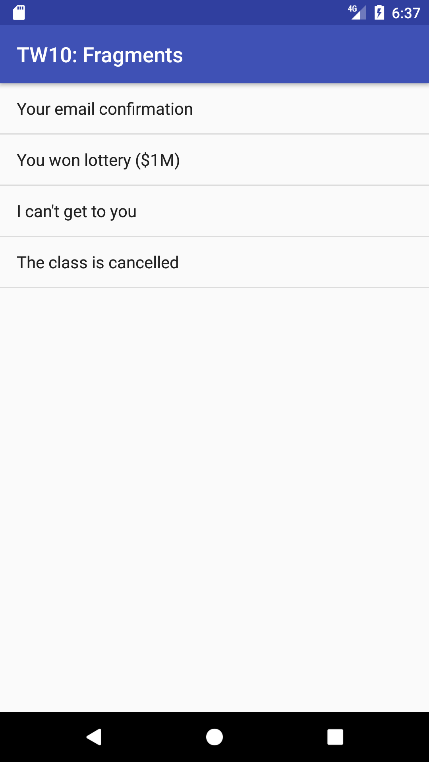 4G 6:37
TW10: Fragments
Your email confirmation
You won lottery ($1M)
I can't get to you
The class is cancelled